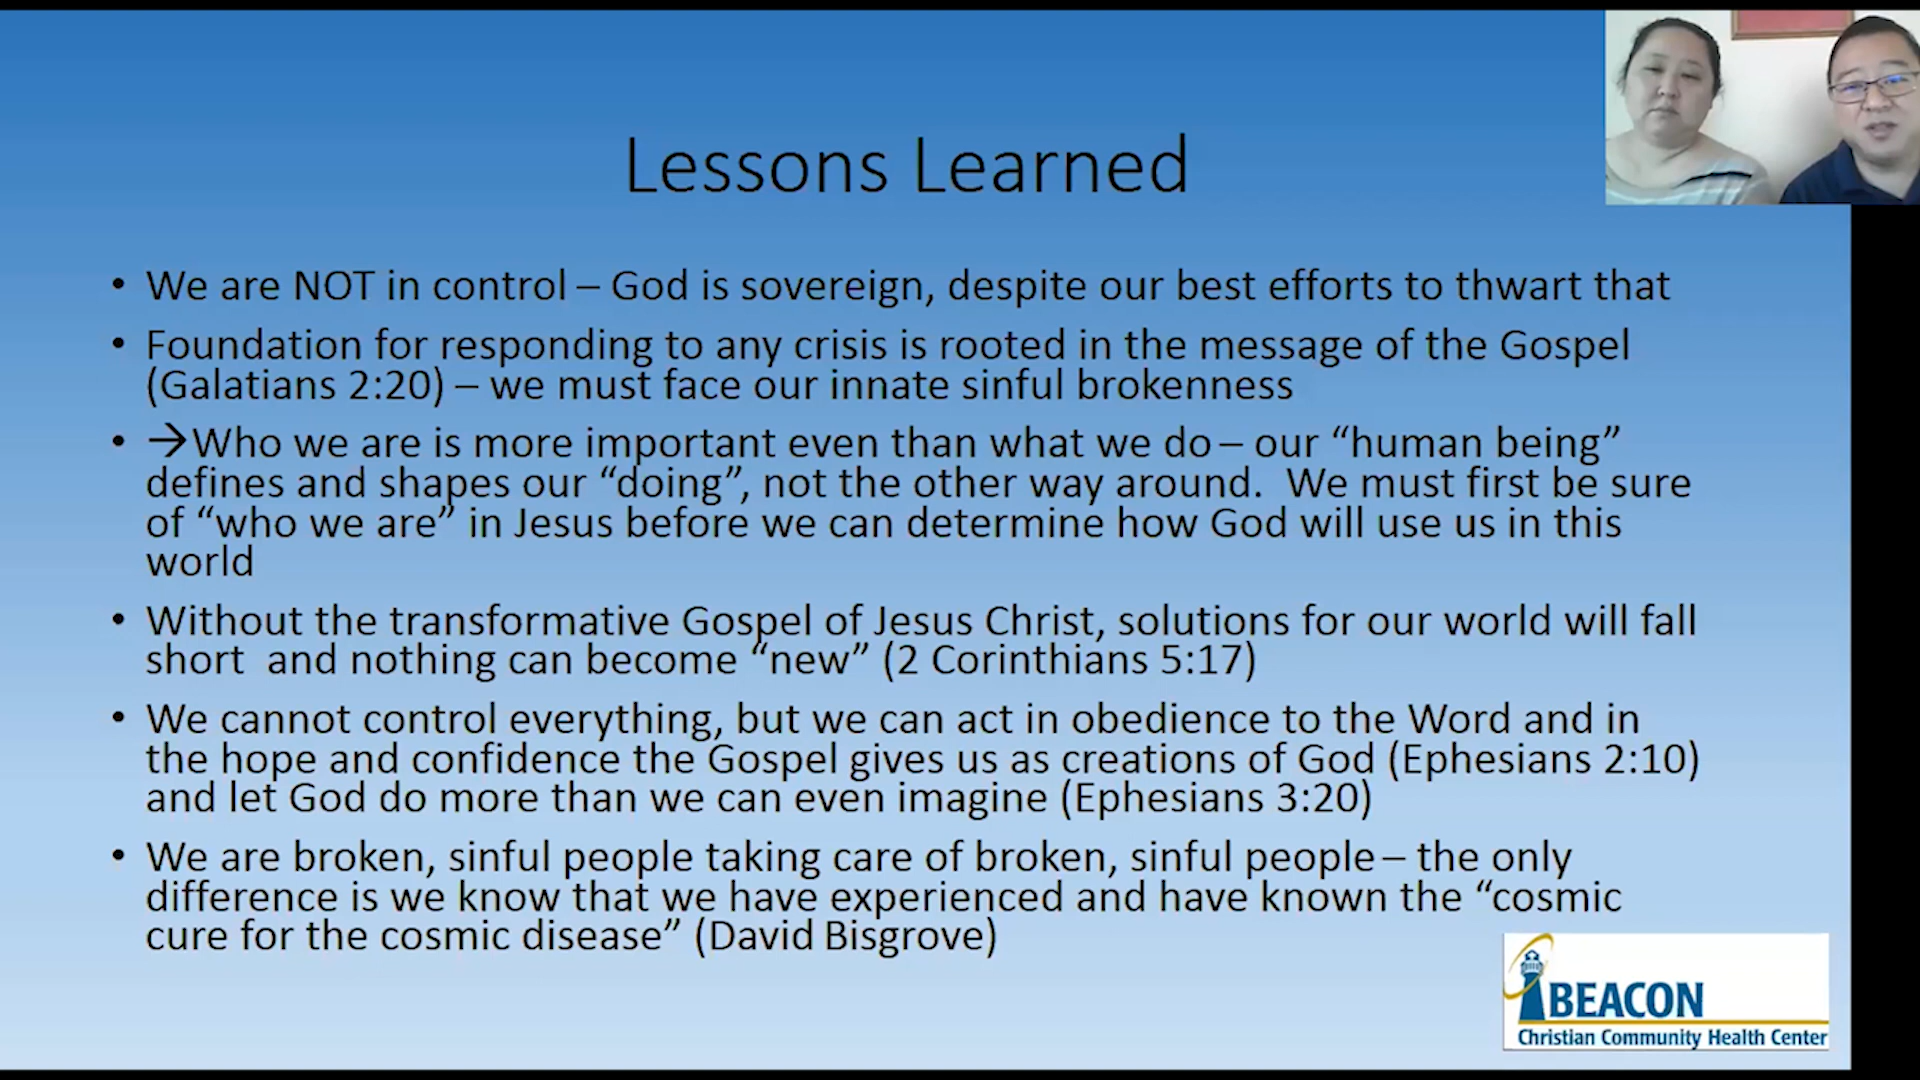 Lessons Learned
• We are NOT in control – God is sovereign, despite our best efforts to thwart that
• Foundation for responding to any crisis is rooted in the message of the Gospel
(Galatians 2:20) – we must face our innate sinful brokenness
• →Who we are is more important even than what we do – our “human being”
defines and shapes our “doing”, not the other way around. We must first be sure
of “who we are” in Jesus before we can determine how God will use us in this
world
• Without the transformative Gospel of Jesus Christ, solutions for our world will fall
short and nothing can become “new” (2 Corinthians 5:17)
• We cannot control everything, but we can act in obedience to the Word and in
the hope and confidence the Gospel gives us as creations of God (Ephesians 2:10)
and let God do more than we can even imagine (Ephesians 3:20)
• We are broken, sinful people taking care of broken, sinful people – the only
difference is we know that we have experienced and have known the “cosmic
cure for the cosmic disease” (David Bisgrove)
BEACON
Christian Community Health Center